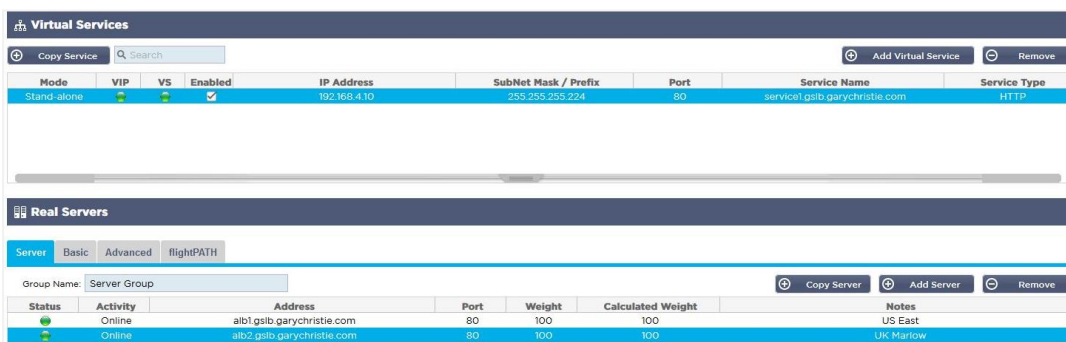 Virtual Services
Copy Service Search Add Virtual Service Remove
Mode VIP VS Enabled IP Address SubNet Mask / Prefix Port Service Name Service Type
Stand-alone 192.168.4.10 255.255.255.224 80 service1.gslb.garychristie.com HTTP
Real Servers
Server Basic Advanced flightPATH
Group Name: Server Group Copy Server Add Server Remove
Status Activity Address Port Weight Calculated Weight Notes
Online alb1.gslb.garychristie.com 80 100 100 US East
Online alb2.gslb.garychristie.com 80 100 100 UK Marlow